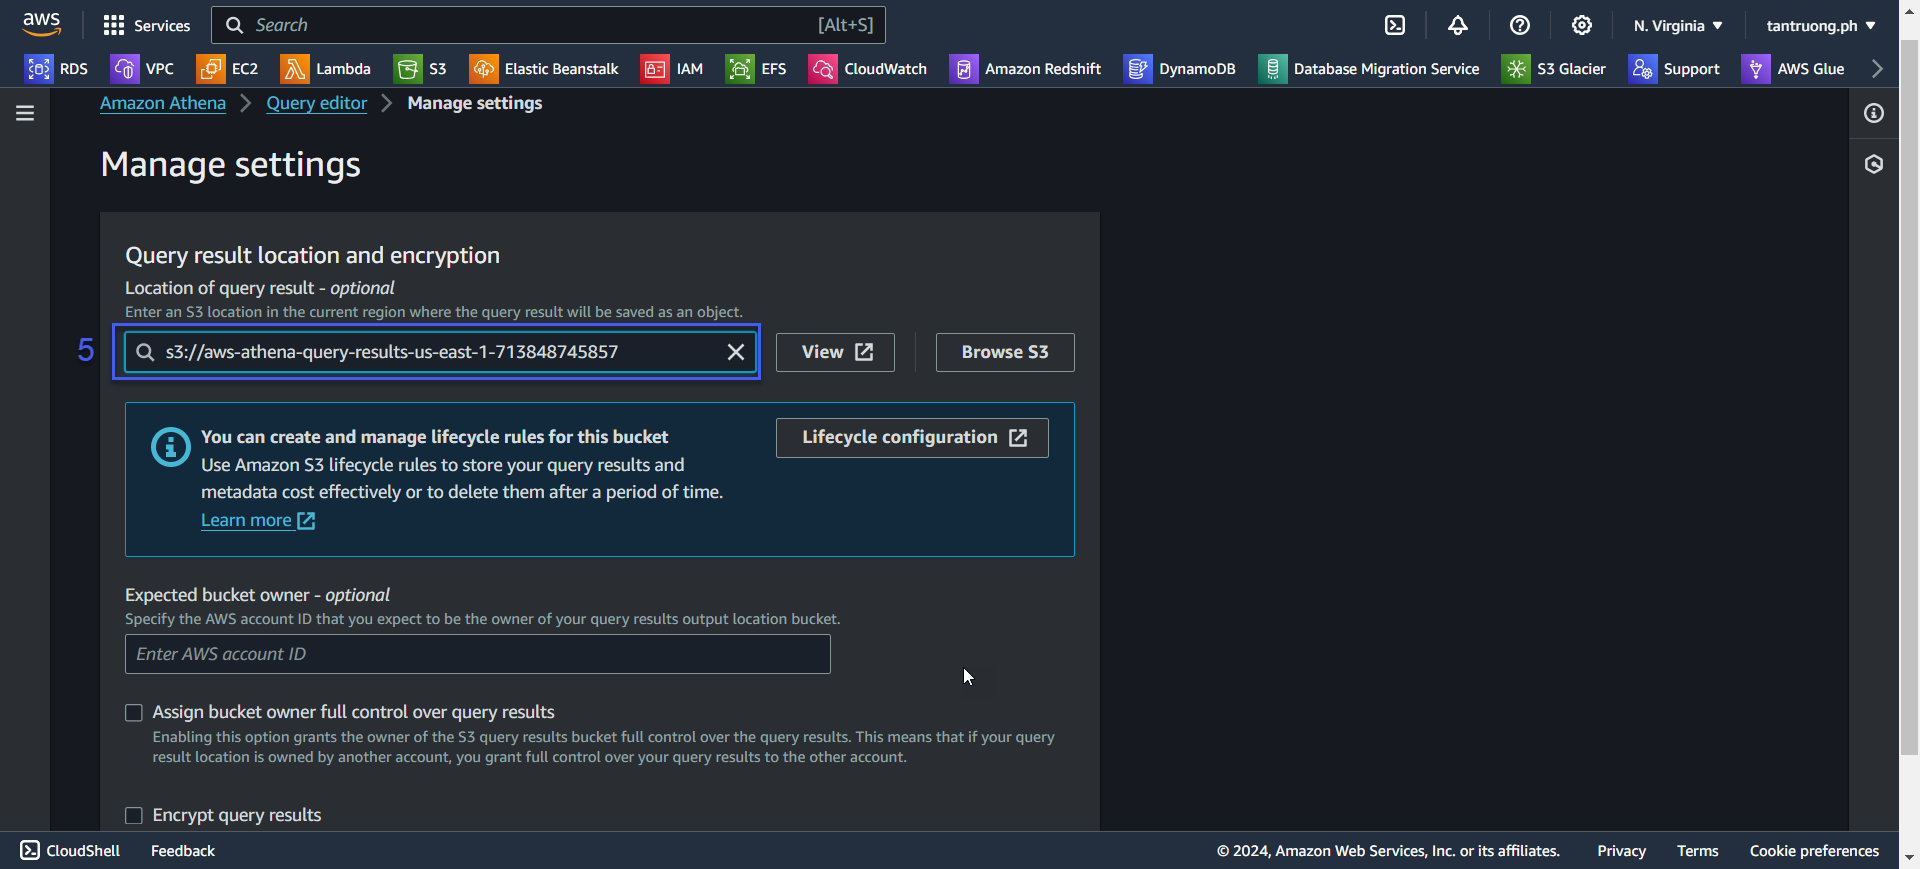 aws
Services
Search [Alt+S]
N. Virginia
tantruong.ph
RDS VPC EC2 Lambda S3 Elastic Beanstalk IAM EFS CloudWatch Amazon Redshift DynamoDB Database Migration Service S3 Glacier Support AWS Glue
Amazon Athena > Query editor > Manage settings
Manage settings
Query result location and encryption
Location of query result - optional
Enter an S3 location in the current region where the query result will be saved as an object.
5 s3://aws-athena-query-results-us-east-1-713848745857 View Browse S3
You can create and manage lifecycle rules for this bucket
Lifecycle configuration
Use Amazon S3 lifecycle rules to store your query results and
metadata cost effectively or to delete them after a period of time.
Learn more
Expected bucket owner - optional
Specify the AWS account ID that you expect to be the owner of your query results output location bucket.
Enter AWS account ID
Assign bucket owner full control over query results
Enabling this option grants the owner of the S3 query results bucket full control over the query results. This means that if your query
result location is owned by another account, you grant full control over your query results to the other account.
Encrypt query results
CloudShell Feedback © 2024, Amazon Web Services, Inc. or its affiliates. Privacy Terms Cookie preferences